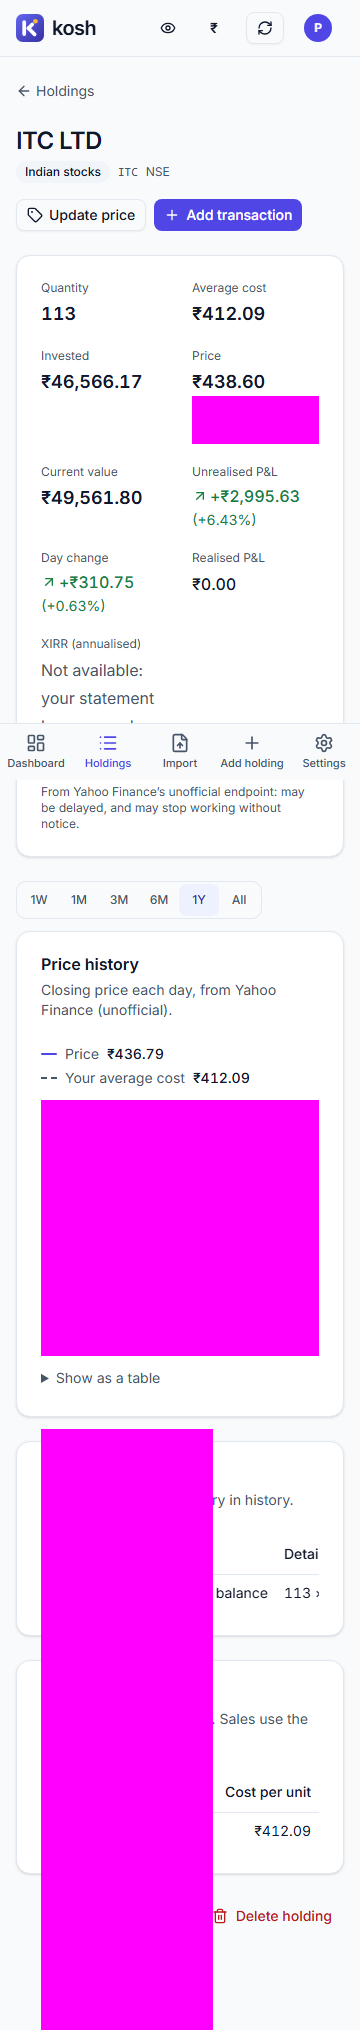 kosh
₹
P
Holdings
ITC LTD
Indian stocks ITC NSE
Update price
Add transaction
Quantity
113
Average cost
₹412.09
Invested
₹46,566.17
Price
₹438.60
Current value
₹49,561.80
Unrealised P&L
+₹2,995.63
(+6.43%)
Day change
+₹310.75
(+0.63%)
Realised P&L
₹0.00
XIRR (annualised)
Not available:
your statement
Dashboard
Holdings
Import
Add holding
Settings
From Yahoo Finance’s unofficial endpoint: may
be delayed, and may stop working without
notice.
1W 1M 3M 6M 1Y All
Price history
Closing price each day, from Yahoo
Finance (unofficial).
Price ₹436.79
Your average cost ₹412.09
Show as a table
in history.
balance 113
Sales use the
Cost per unit
₹412.09
Delete holding